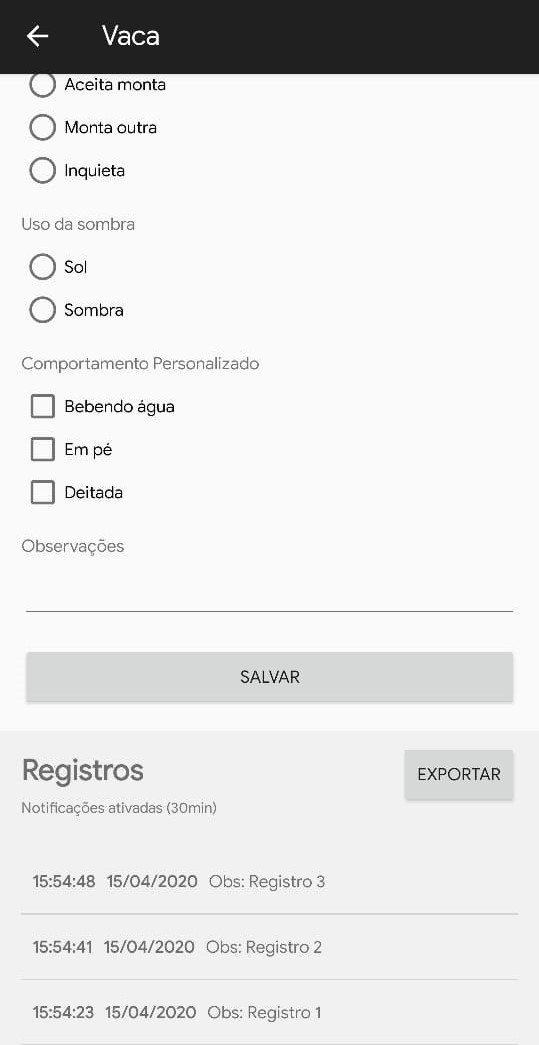 Vaca
Aceita monta
Monta outra
Inquieta
Uso da sombra
Sol
Sombra
Comportamento Personalizado
Bebendo água
Em pé
Deitada
Observações
SALVAR
Registros
EXPORTAR
Notificações ativadas (30min)
15:54:48 15/04/2020 Obs: Registro 3
15:54:41 15/04/2020 Obs: Registro 2
15:54:23 15/04/2020 Obs: Registro 1